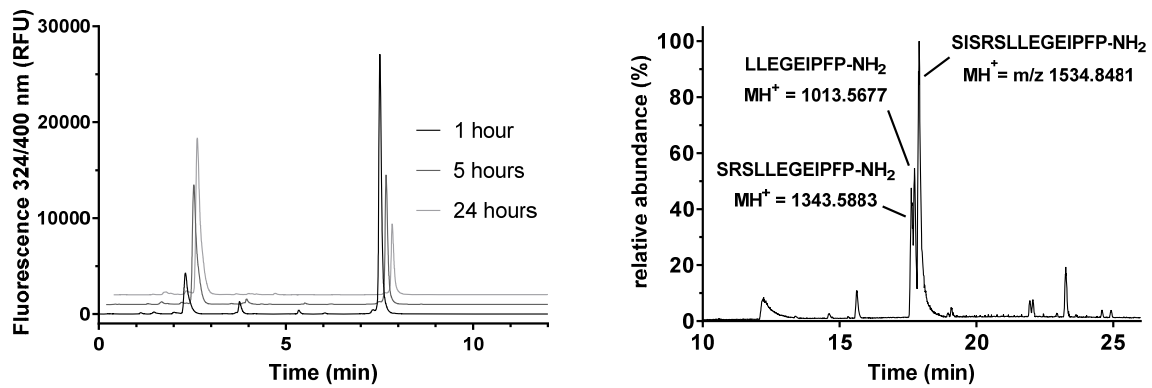 Fluorescence 324/400 nm (RFU)
30000
20000
10000
0
0
5
10
Time (min)
1 hour
5 hours
24 hours
relative abundance (%)
100
80
60
40
20
0
10
15
20
25
Time (min)
SISRSLLEGEIPFP-NH₂
MH⁺= m/z 1534.8481
LLEGEIPFP-NH₂
MH⁺ = 1013.5677
SRSLLEGEIPFP-NH₂
MH⁺ = 1343.5883